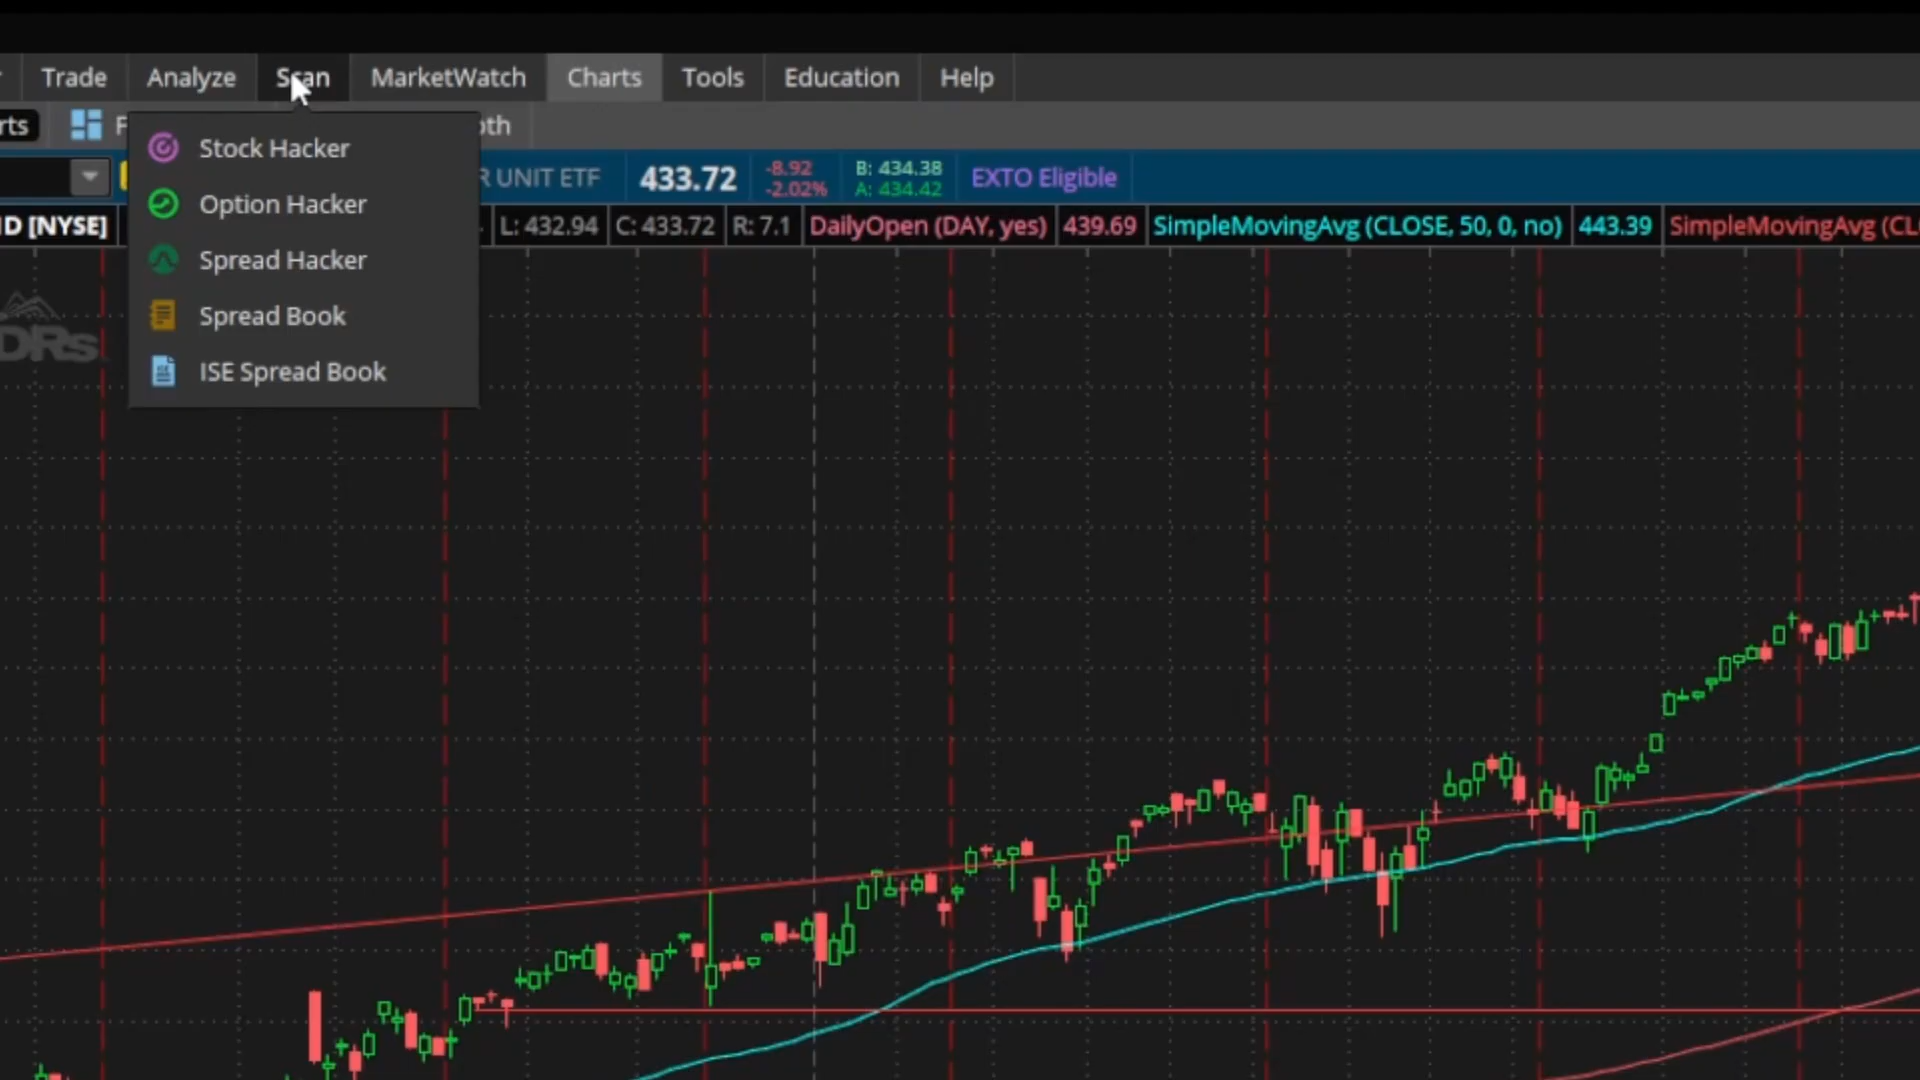 Trade Analyze Scan MarketWatch Charts Tools Education Help
rts
Stock Hacker
R UNIT ETF 433.72 -8.92 -2.02% B: 434.38 A: 434.42 EXTO Eligible
Option Hacker
D [NYSE] L: 432.94 C: 433.72 R: 7.1 DailyOpen (DAY, yes) 439.69 SimpleMovingAvg (CLOSE, 50, 0, no) 443.39 SimpleMovingAvg (CL
Spread Hacker
Spread Book
DRs
ISE Spread Book